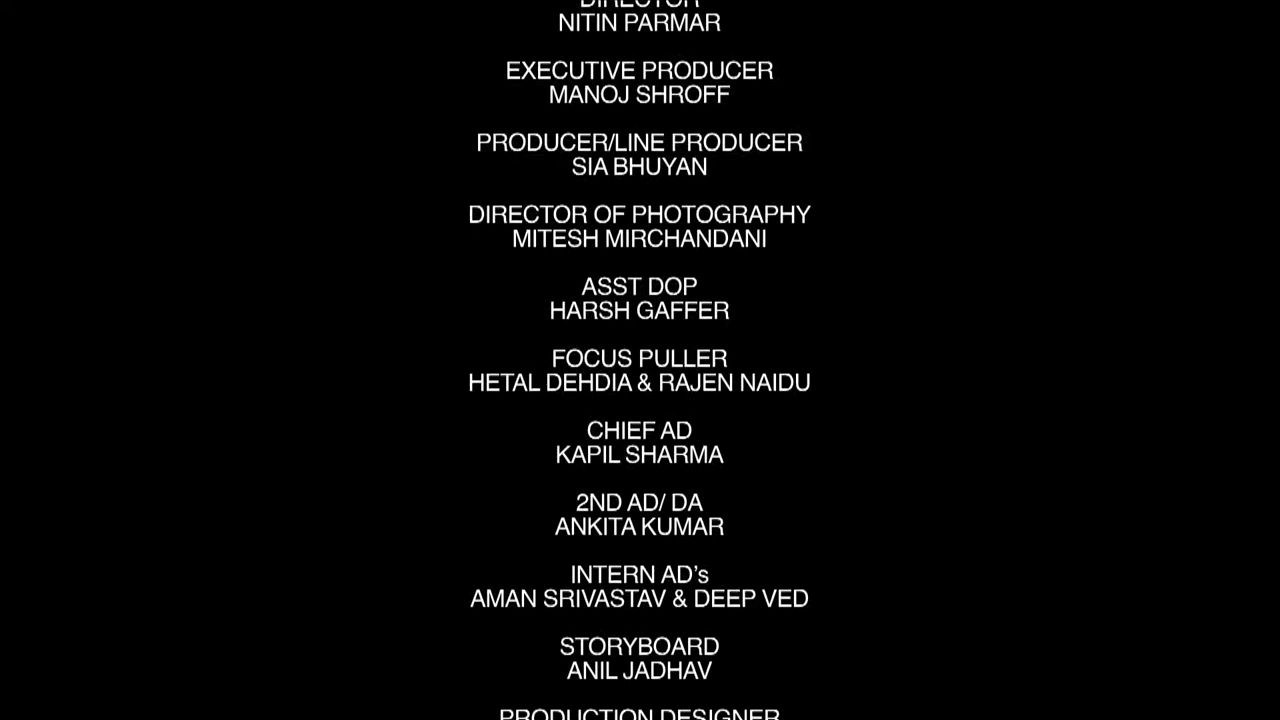 DIRECTOR
NITIN PARMAR
EXECUTIVE PRODUCER
MANOJ SHROFF
PRODUCER/LINE PRODUCER
SIA BHUYAN
DIRECTOR OF PHOTOGRAPHY
MITESH MIRCHANDANI
ASST DOP
HARSH GAFFER
FOCUS PULLER
HETAL DEHDIA & RAJEN NAIDU
CHIEF AD
KAPIL SHARMA
2ND AD/ DA
ANKITA KUMAR
INTERN AD’s
AMAN SRIVASTAV & DEEP VED
STORYBOARD
ANIL JADHAV
PRODUCTION DESIGNER